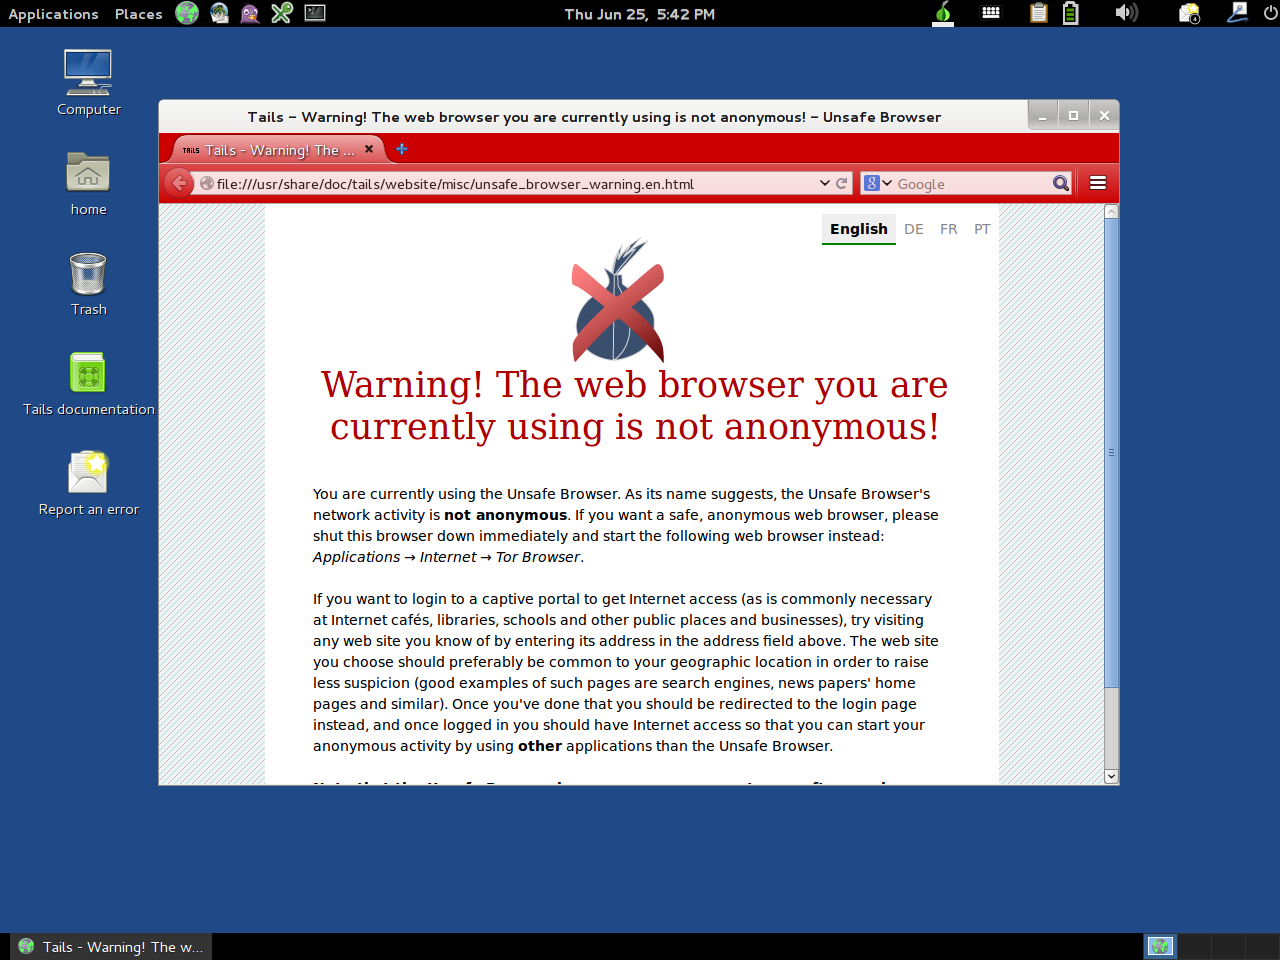 Applications Places Thu Jun 25, 5:42 PM
4
Computer
home
Trash
Tails documentation
Report an error
Tails - Warning! The web browser you are currently using is not anonymous! - Unsafe Browser
TAILS Tails - Warning! The ...
file:///usr/share/doc/tails/website/misc/unsafe_browser_warning.en.html
g Google
English DE FR PT
Warning! The web browser you are
currently using is not anonymous!
You are currently using the Unsafe Browser. As its name suggests, the Unsafe Browser's
network activity is not anonymous. If you want a safe, anonymous web browser, please
shut this browser down immediately and start the following web browser instead:
Applications → Internet → Tor Browser.
If you want to login to a captive portal to get Internet access (as is commonly necessary
at Internet cafés, libraries, schools and other public places and businesses), try visiting
any web site you know of by entering its address in the address field above. The web site
you choose should preferably be common to your geographic location in order to raise
less suspicion (good examples of such pages are search engines, news papers' home
pages and similar). Once you've done that you should be redirected to the login page
instead, and once logged in you should have Internet access so that you can start your
anonymous activity by using other applications than the Unsafe Browser.
Tails - Warning! The w...